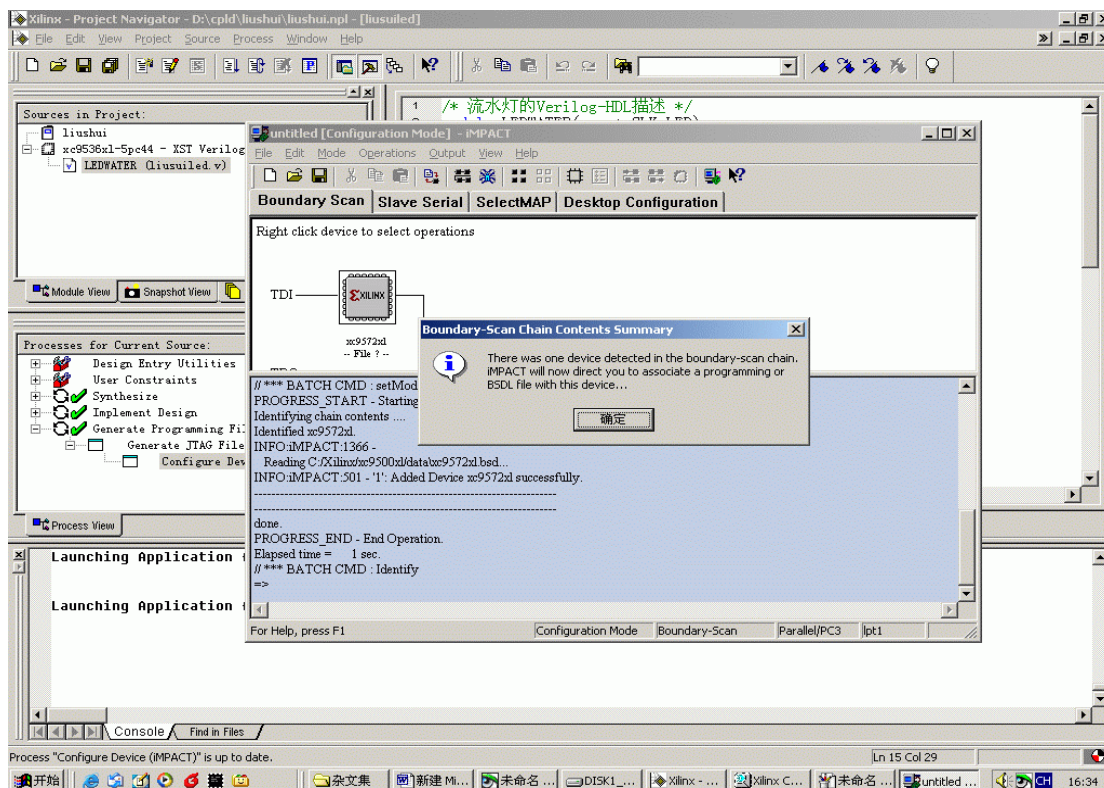 Xilinx - Project Navigator - D:\cpld\liushui\liushui.npl - [liusuiled]
File Edit View Project Source Process Window Help
Sources in Project:
liushui
xc9536xl-5pc44 - XST Verilog
LEDWATER (liusuiled.v)
Module View Snapshot View
1 /* 流水灯的Verilog-HDL描述 */
untitled [Configuration Mode] - iMPACT
File Edit Mode Operations Output View Help
Boundary Scan Slave Serial SelectMAP Desktop Configuration
Right click device to select operations
TDI
XILINX
xc9572xl
-- File ? --
Boundary-Scan Chain Contents Summary
There was one device detected in the boundary-scan chain.
iMPACT will now direct you to associate a programming or
BSDL file with this device...
确定
Processes for Current Source:
Design Entry Utilities
User Constraints
Synthesize
Implement Design
Generate Programming Fi
Generate JTAG File
Configure Dev
Process View
// *** BATCH CMD : setMod
PROGRESS_START - Starting
Identifying chain contents ....
Identified xc9572xl.
INFO:iMPACT:1366 -
Reading C:/Xilinx/xc9500xl/data\xc9572xl.bsd...
INFO:iMPACT:501 - '1': Added Device xc9572xl successfully.
----------------------------------------------------------------------
----------------------------------------------------------------------
done.
PROGRESS_END - End Operation.
Elapsed time = 1 sec.
// *** BATCH CMD : Identify
=>
For Help, press F1 Configuration Mode Boundary-Scan Parallel/PC3 lpt1
Launching Application
Launching Application
Console Find in Files
Process "Configure Device (iMPACT)" is up to date. Ln 15 Col 29
开始 杂文集 新建 Mi... 未命名 ... DISK1_... Xilinx - ... Xilinx C... 未命名 ... untitled ... CH 16:34